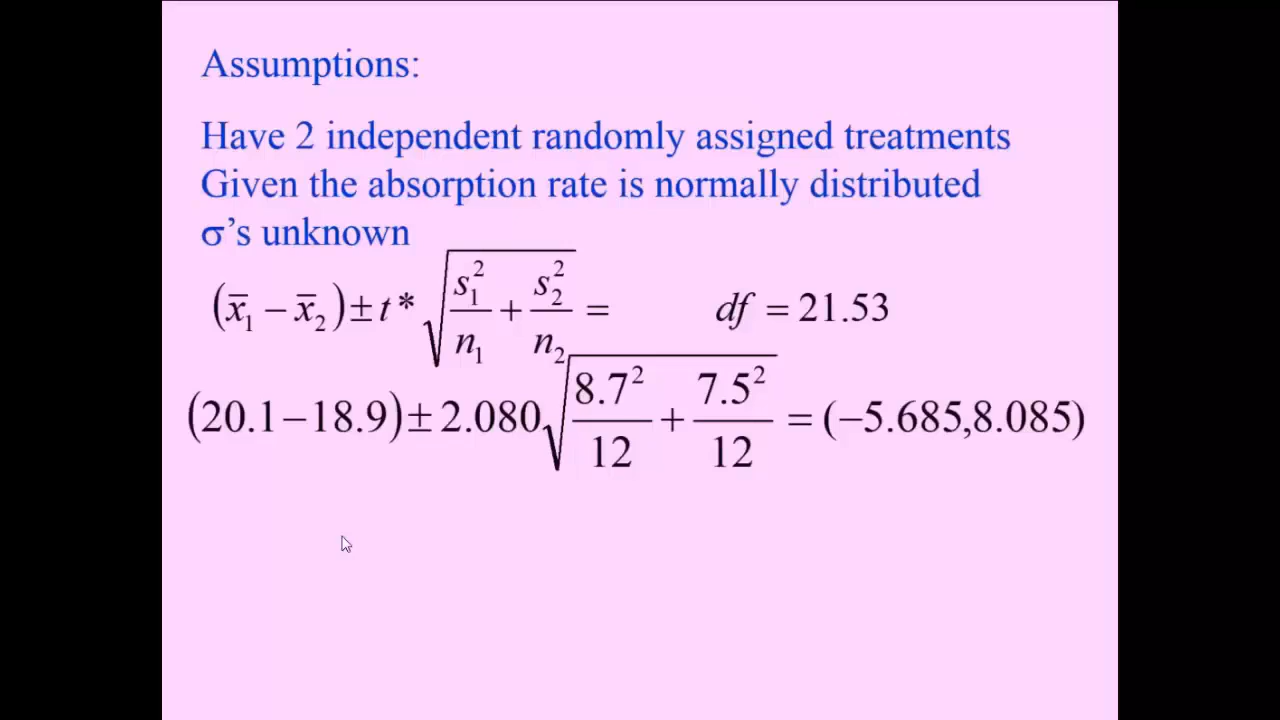 Assumptions:
Have 2 independent randomly assigned treatments
Given the absorption rate is normally distributed
σ’s unknown
(x̄₁ − x̄₂) ± t* √(s₁²/n₁ + s₂²/n₂) = df = 21.53
(20.1−18.9) ± 2.080 √(8.7²/12 + 7.5²/12) = (−5.685,8.085)